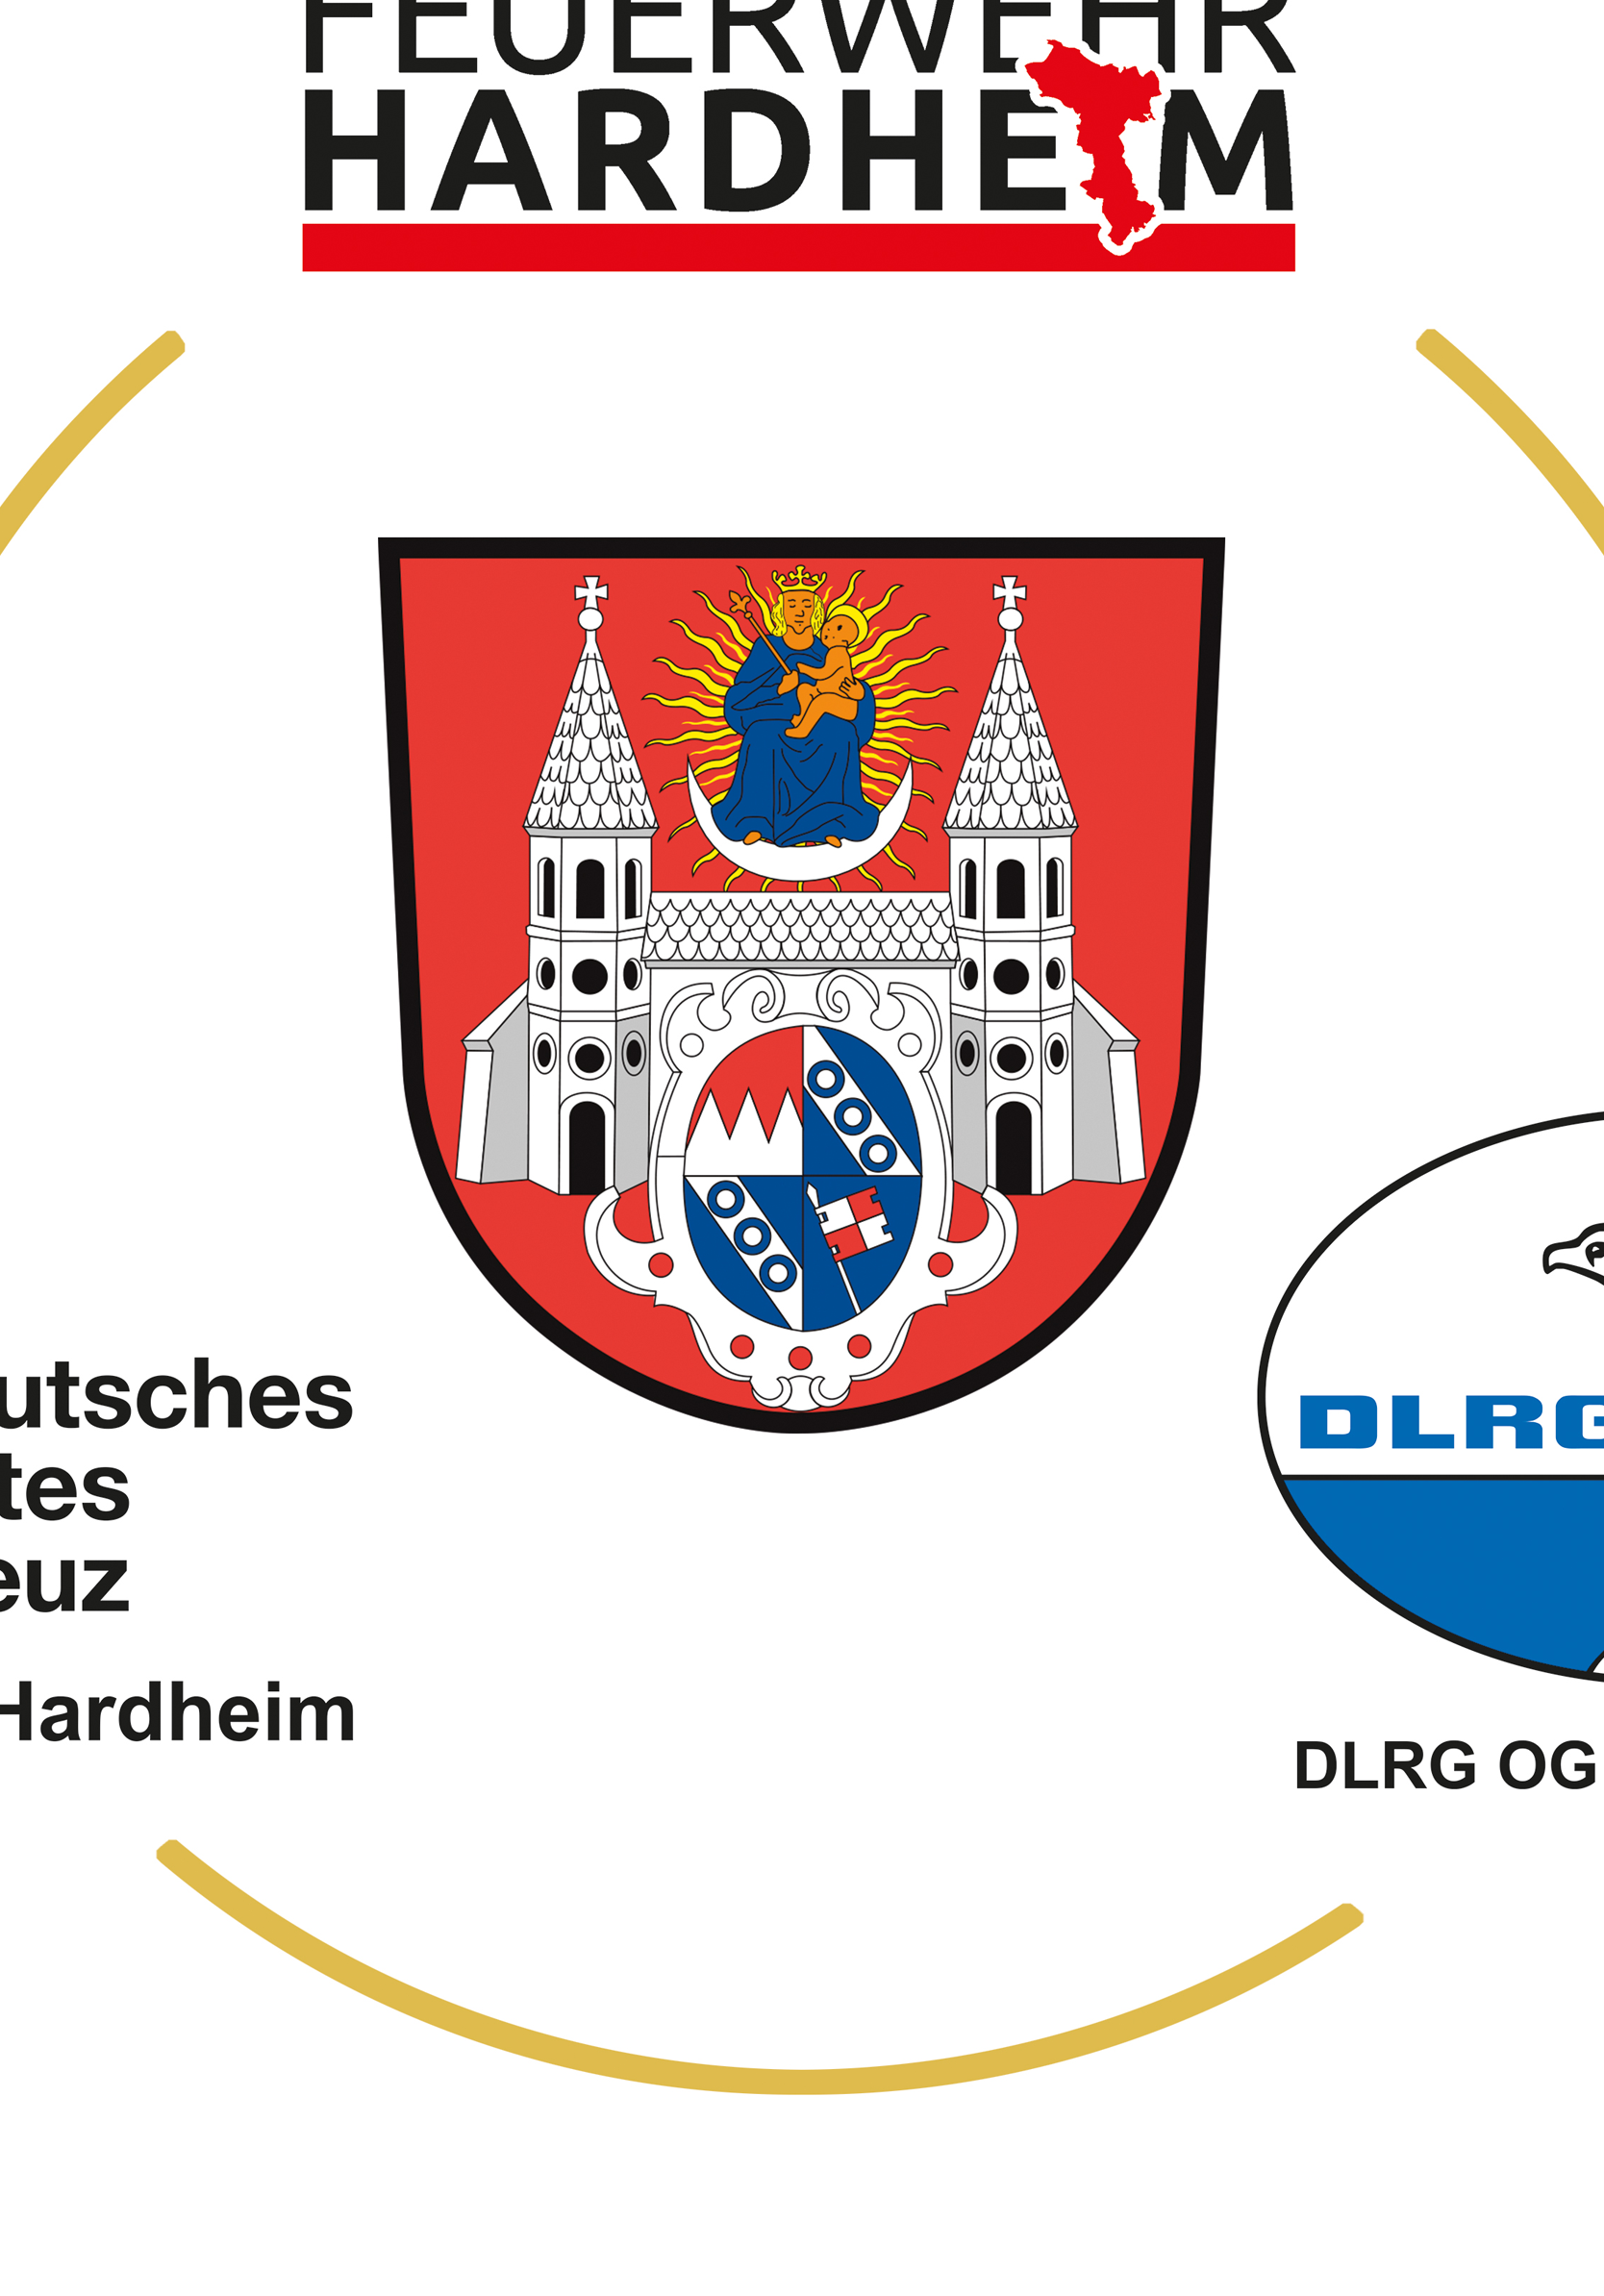 FEUERWEHR
HARDHEIM
utsches
tes
euz
Hardheim
DLRG
DLRG OG